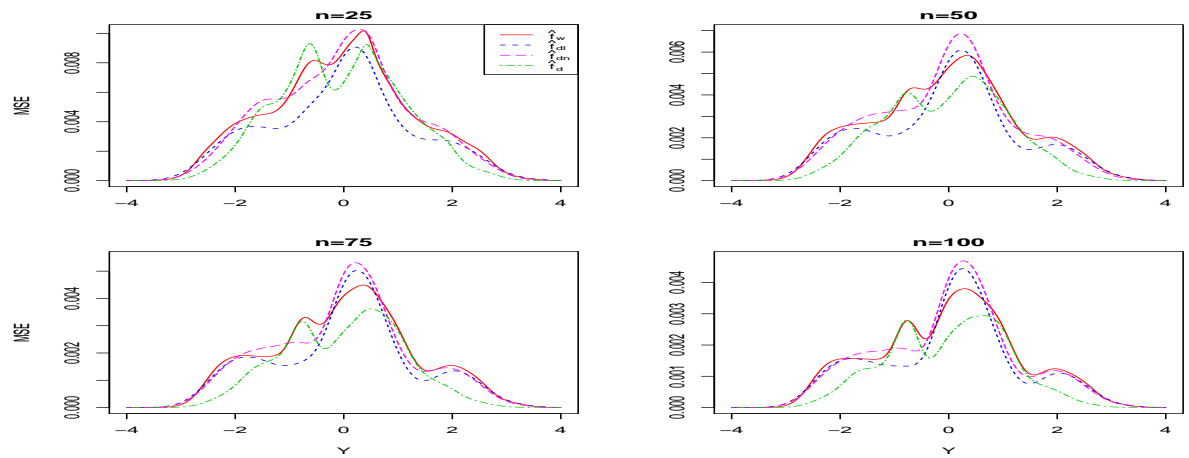 n=25
MSE
0.000 0.004 0.008
−4 −2 0 2 4
f̂w
f̂dl
f̂dn
f̂d
n=50
0.000 0.002 0.004 0.006
−4 −2 0 2 4
n=75
MSE
0.000 0.002 0.004
−4 −2 0 2 4
Y
n=100
0.000 0.001 0.002 0.003 0.004
−4 −2 0 2 4
Y